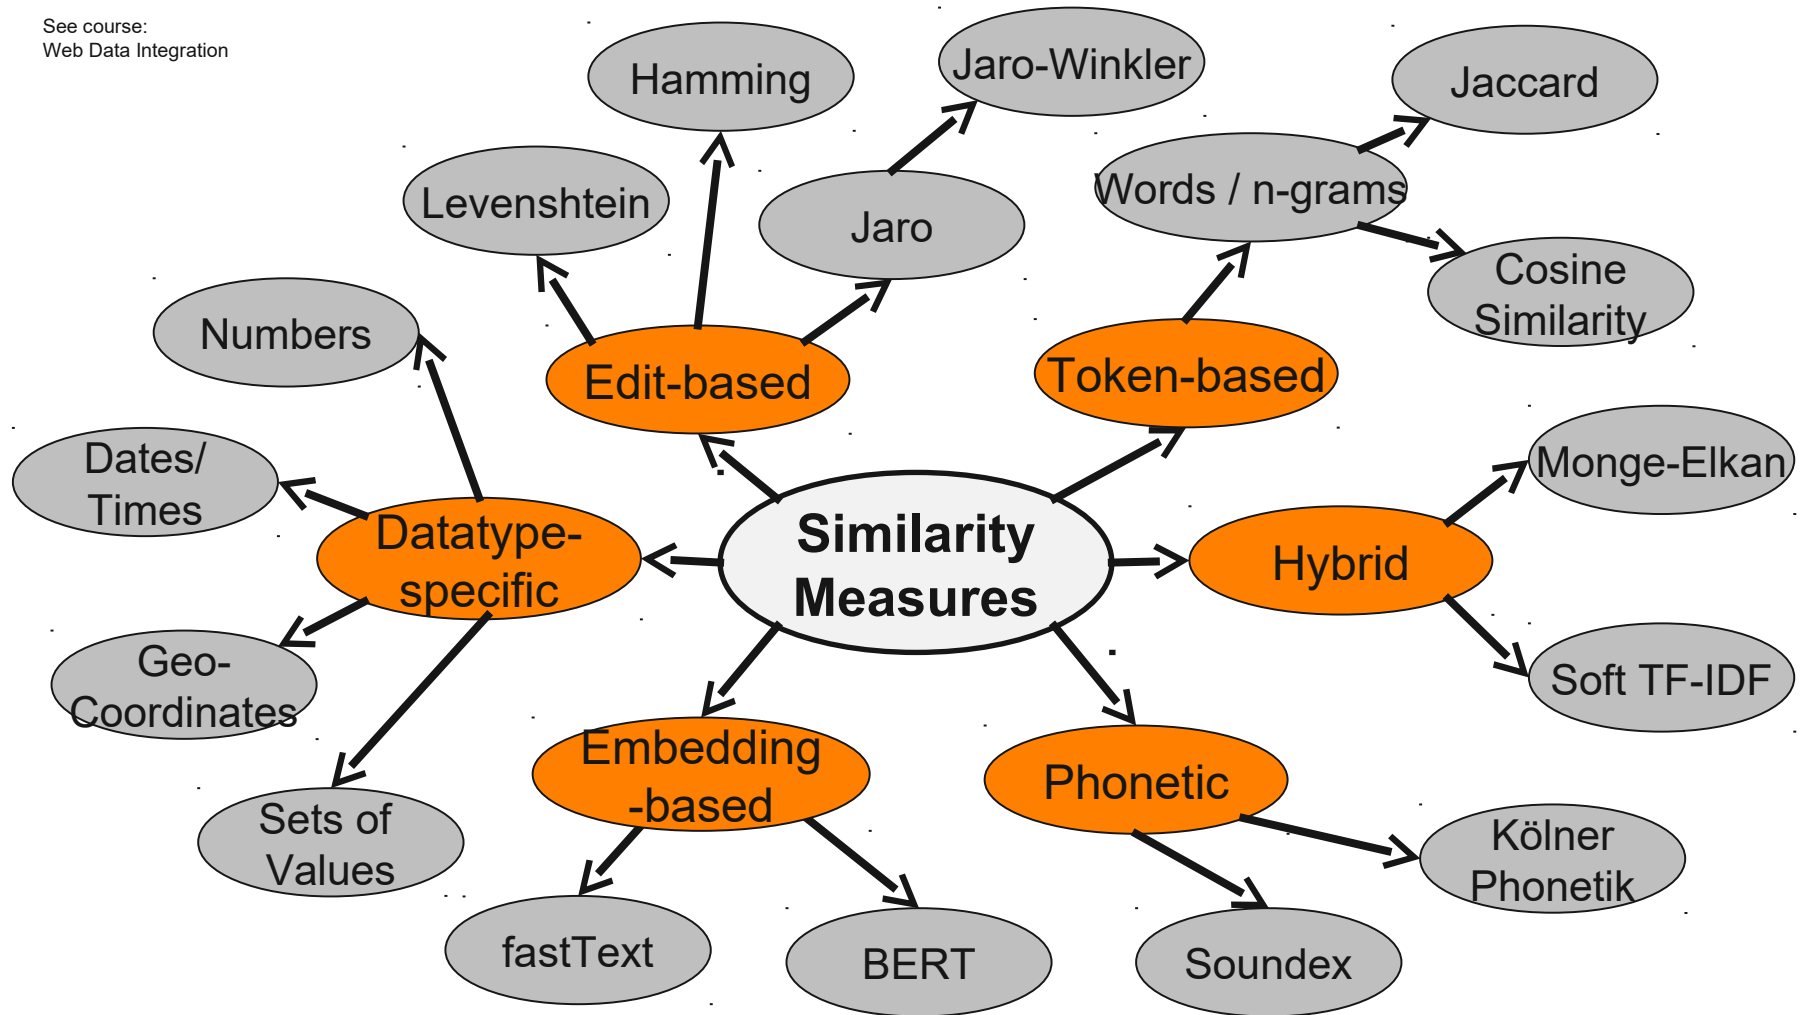 See course:
Web Data Integration
Hamming
Jaro-Winkler
Jaccard
Levenshtein
Jaro
Words / n-grams
Cosine
Similarity
Numbers
Edit-based
Token-based
Dates/
Times
Datatype-
specific
Similarity
Measures
Hybrid
Monge-Elkan
Geo-
Coordinates
Soft TF-IDF
Embedding
-based
Phonetic
Sets of
Values
Kölner
Phonetik
fastText
BERT
Soundex